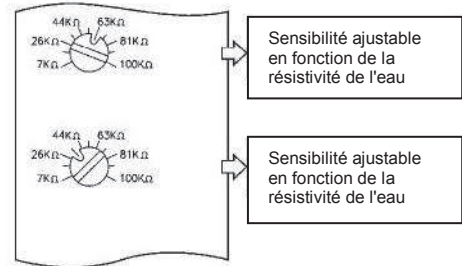 44KΩ 63KΩ
26KΩ 81KΩ
7KΩ 100KΩ
Sensibilité ajustable
en fonction de la
résistivité de l'eau
44KΩ 63KΩ
26KΩ 81KΩ
7KΩ 100KΩ
Sensibilité ajustable
en fonction de la
résistivité de l'eau